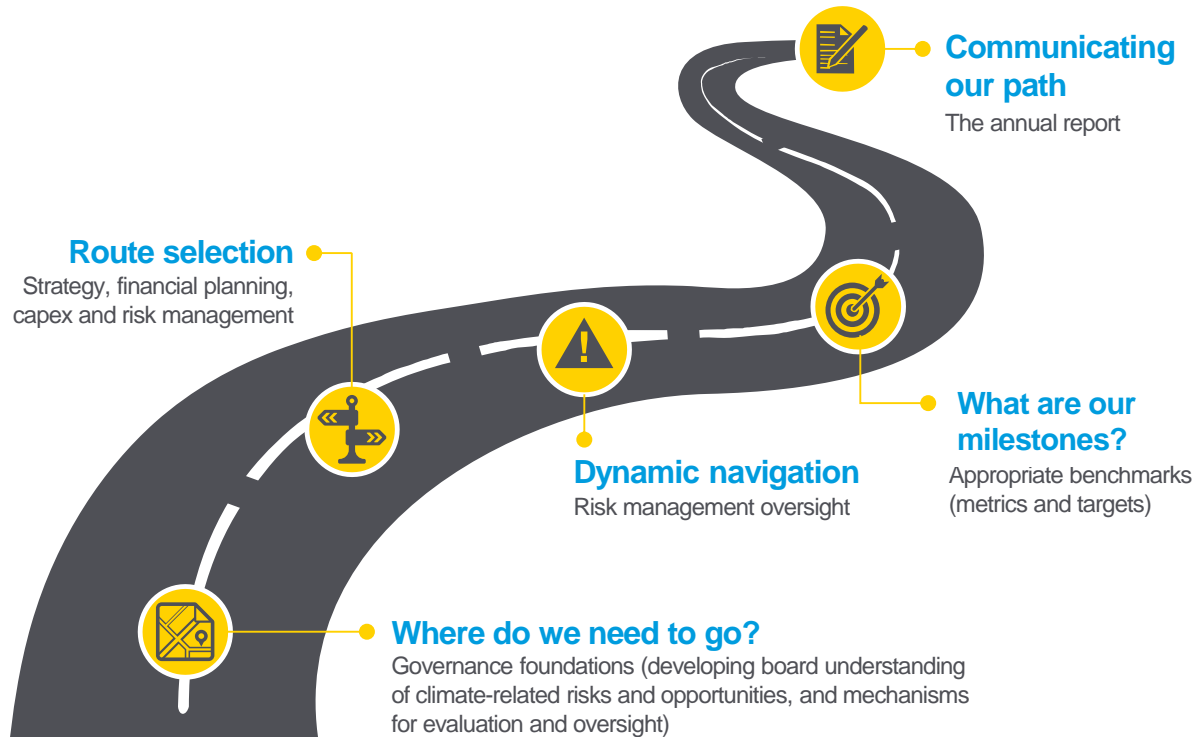 Communicating
our path
The annual report
Route selection
Strategy, financial planning,
capex and risk management
What are our
milestones?
Appropriate benchmarks
(metrics and targets)
Dynamic navigation
Risk management oversight
Where do we need to go?
Governance foundations (developing board understanding
of climate-related risks and opportunities, and mechanisms
for evaluation and oversight)